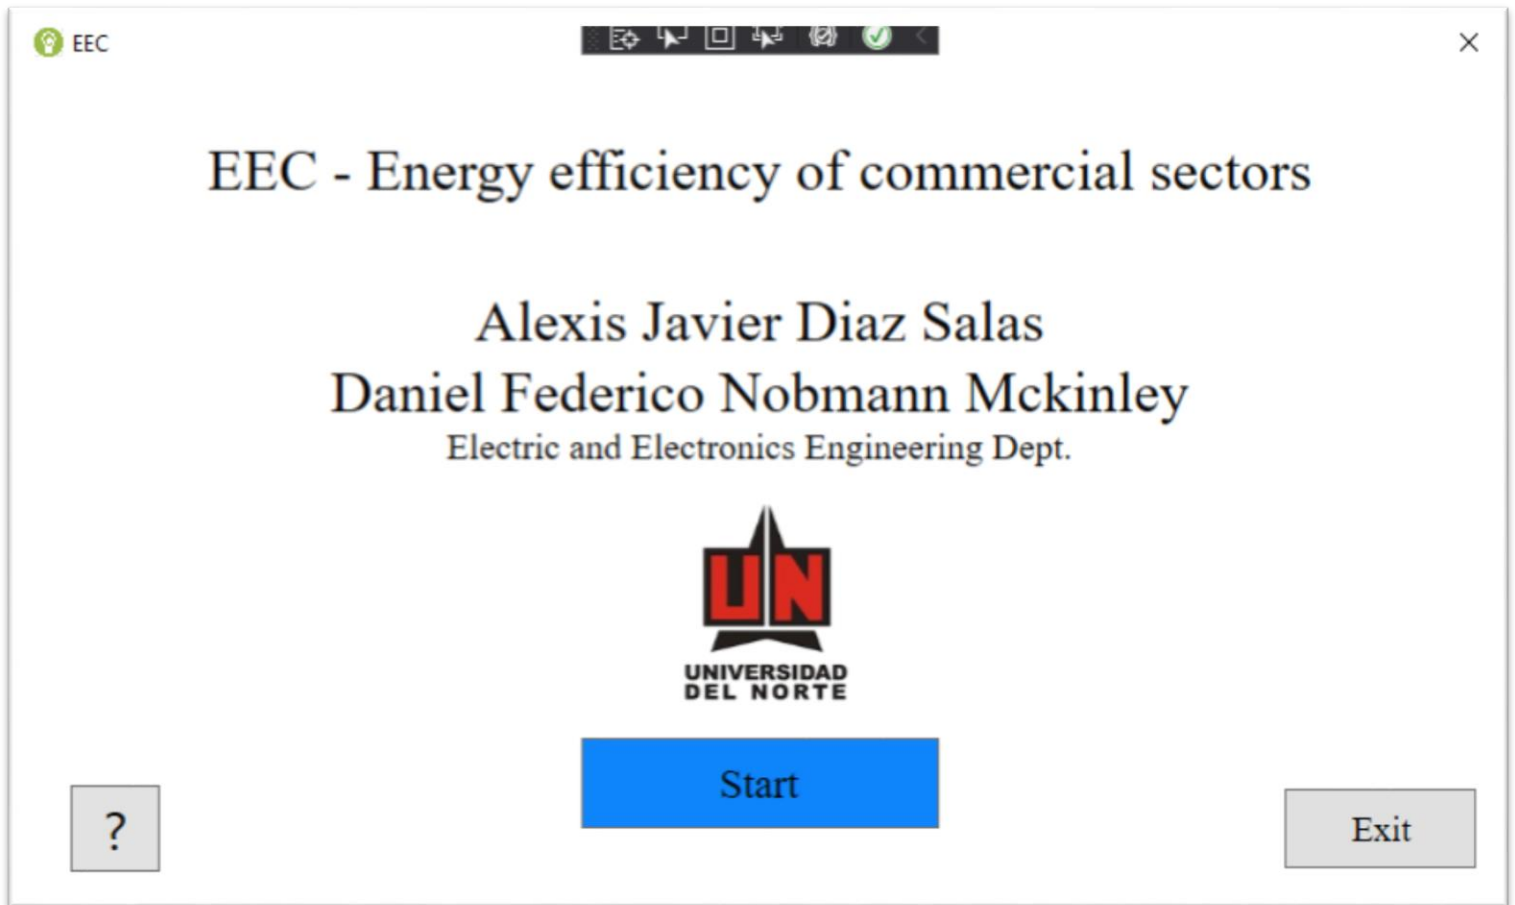 EEC
EEC - Energy efficiency of commercial sectors
Alexis Javier Diaz Salas
Daniel Federico Nobmann Mckinley
Electric and Electronics Engineering Dept.
UN
UNIVERSIDAD
DEL NORTE
Start
?
Exit